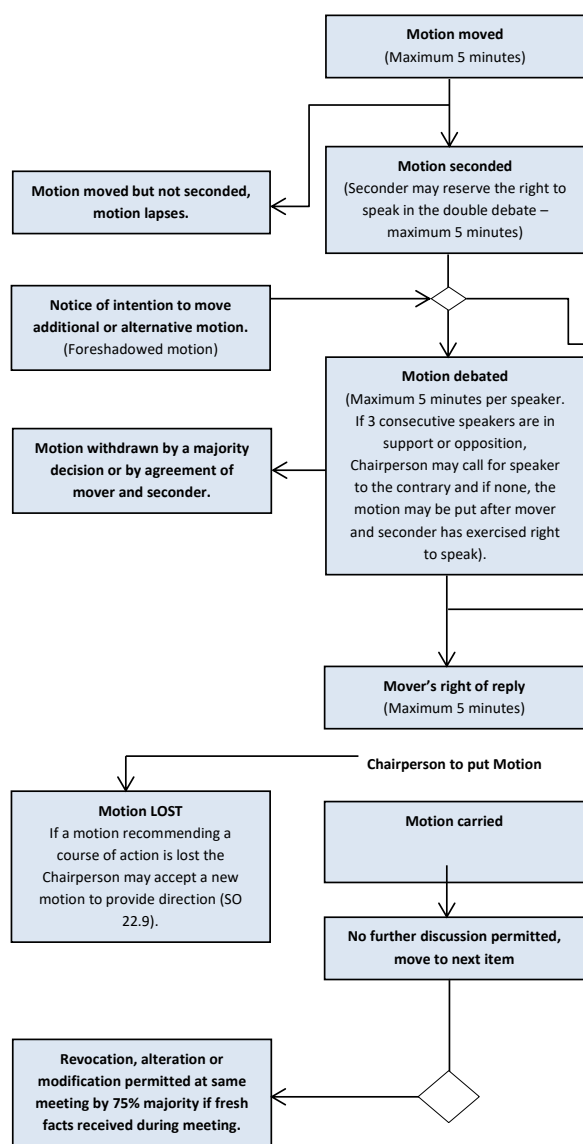 Motion moved
(Maximum 5 minutes)
Motion seconded
(Seconder may reserve the right to
speak in the double debate –
maximum 5 minutes)
Motion moved but not seconded,
motion lapses.
Notice of intention to move
additional or alternative motion.
(Foreshadowed motion)
Motion debated
(Maximum 5 minutes per speaker.
If 3 consecutive speakers are in
support or opposition,
Chairperson may call for speaker
to the contrary and if none, the
motion may be put after mover
and seconder has exercised right
to speak).
Motion withdrawn by a majority
decision or by agreement of
mover and seconder.
Mover’s right of reply
(Maximum 5 minutes)
Chairperson to put Motion
Motion LOST
If a motion recommending a
course of action is lost the
Chairperson may accept a new
motion to provide direction (SO
22.9).
Motion carried
No further discussion permitted,
move to next item
Revocation, alteration or
modification permitted at same
meeting by 75% majority if fresh
facts received during meeting.